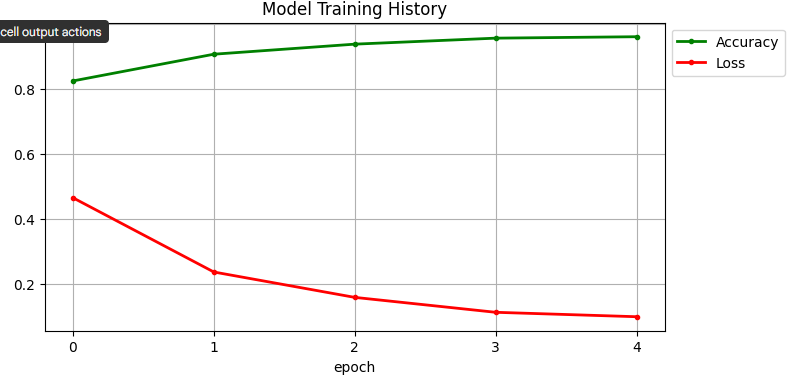 Model Training History
cell output actions
Accuracy
Loss
0.8
0.6
0.4
0.2
0 1 2 3 4
epoch